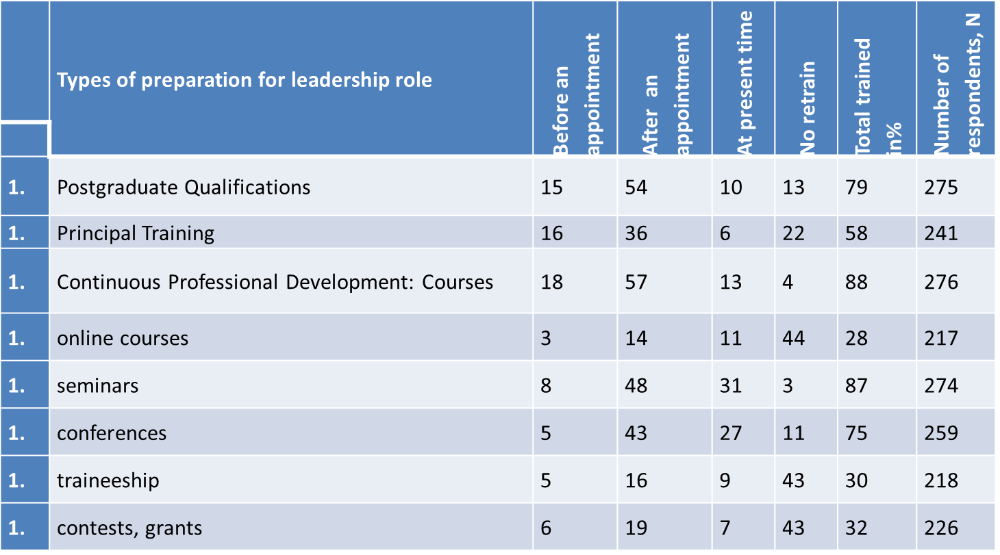 Types of preparation for leadership role
Before an
appointment
After an
appointment
At present time
No retrain
Total trained
in%
Number of
respondents, N
1. Postgraduate Qualifications 15 54 10 13 79 275
1. Principal Training 16 36 6 22 58 241
1. Continuous Professional Development: Courses 18 57 13 4 88 276
1. online courses 3 14 11 44 28 217
1. seminars 8 48 31 3 87 274
1. conferences 5 43 27 11 75 259
1. traineeship 5 16 9 43 30 218
1. contests, grants 6 19 7 43 32 226